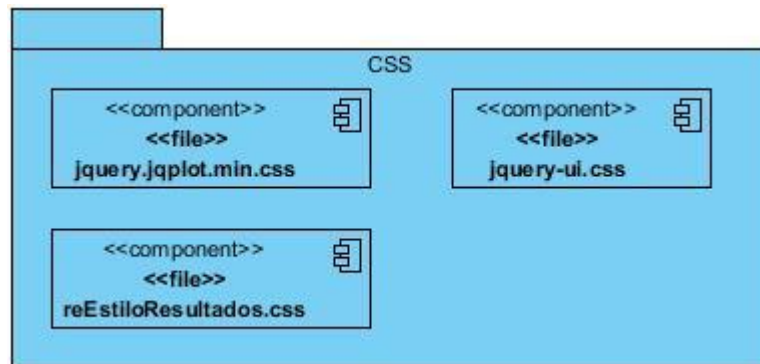 CSS
<<component>>
<<file>>
jquery.jqplot.min.css
<<component>>
<<file>>
jquery-ui.css
<<component>>
<<file>>
reEstiloResultados.css